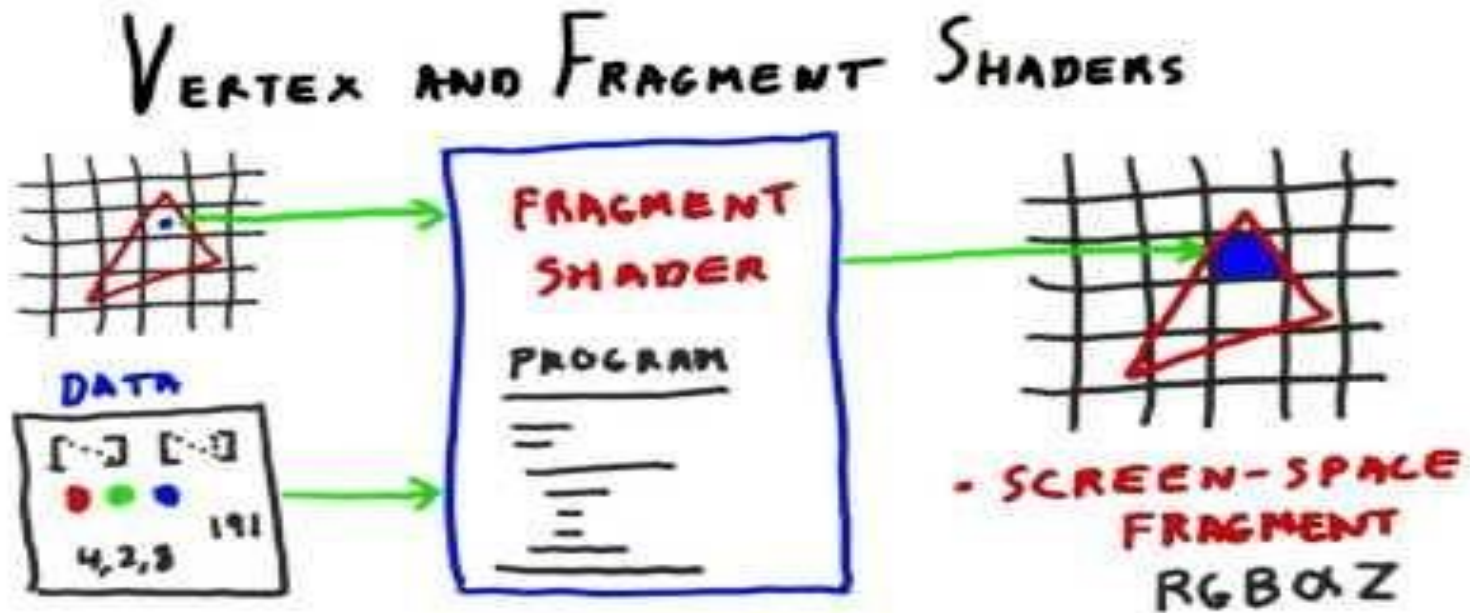 VERTEX AND FRAGMENT SHADERS
FRAGMENT
SHADER
PROGRAM
DATA
[...] [...]
191
4,2,8
- SCREEN-SPACE
FRAGMENT
RGBαZ